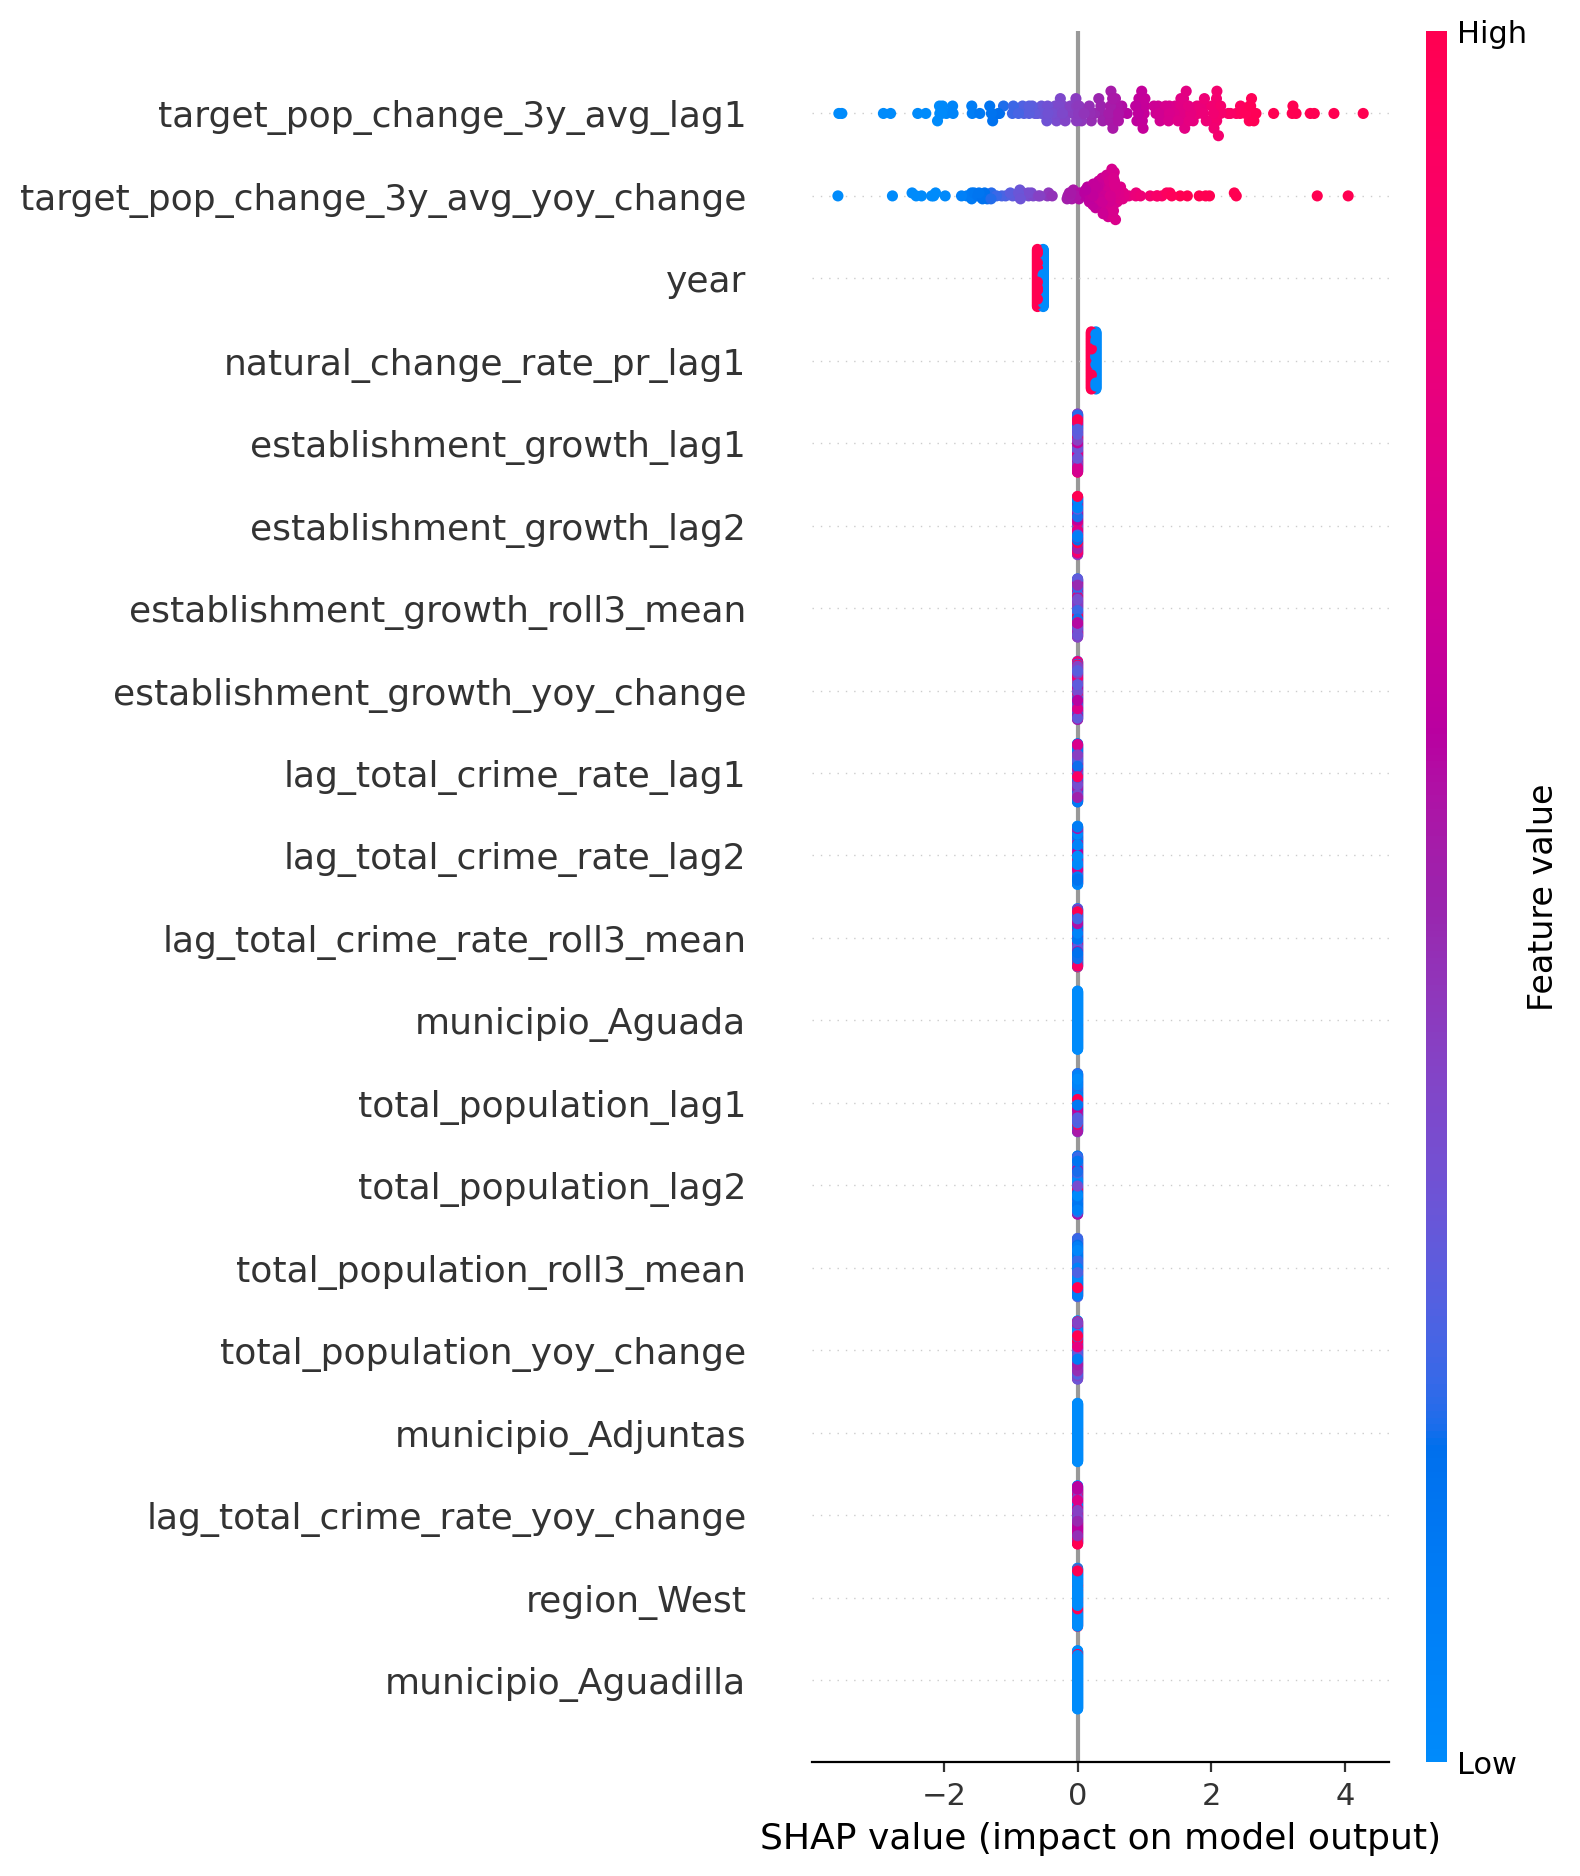 High
target_pop_change_3y_avg_lag1
target_pop_change_3y_avg_yoy_change
year
natural_change_rate_pr_lag1
establishment_growth_lag1
establishment_growth_lag2
establishment_growth_roll3_mean
establishment_growth_yoy_change
lag_total_crime_rate_lag1
lag_total_crime_rate_lag2
lag_total_crime_rate_roll3_mean
municipio_Aguada
total_population_lag1
total_population_lag2
total_population_roll3_mean
total_population_yoy_change
municipio_Adjuntas
lag_total_crime_rate_yoy_change
region_West
municipio_Aguadilla
Feature value
Low
−2 0 2 4
SHAP value (impact on model output)